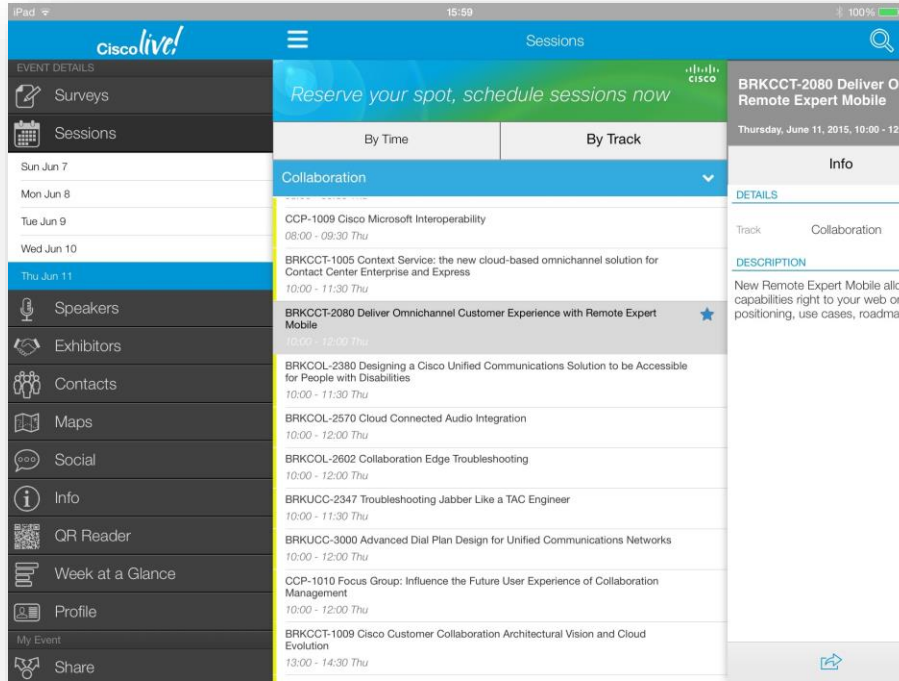 iPad
15:59
100%
Cisco live!
EVENT DETAILS
Surveys
Sessions
Sun Jun 7
Mon Jun 8
Tue Jun 9
Wed Jun 10
Thu Jun 11
Speakers
Exhibitors
Contacts
Maps
Social
Info
QR Reader
Week at a Glance
Profile
My Event
Share
Sessions
Reserve your spot, schedule sessions now
CISCO
By Time
By Track
Collaboration
CCP-1009 Cisco Microsoft Interoperability
08:00 - 09:30 Thu
BRKCCT-1005 Context Service: the new cloud-based omnichannel solution for
Contact Center Enterprise and Express
10:00 - 11:30 Thu
BRKCCT-2080 Deliver Omnichannel Customer Experience with Remote Expert
Mobile
10:00 - 12:00 Thu
BRKCOL-2380 Designing a Cisco Unified Communications Solution to be Accessible
for People with Disabilities
10:00 - 11:30 Thu
BRKCOL-2570 Cloud Connected Audio Integration
10:00 - 12:00 Thu
BRKCOL-2602 Collaboration Edge Troubleshooting
10:00 - 12:00 Thu
BRKUCC-2347 Troubleshooting Jabber Like a TAC Engineer
10:00 - 11:30 Thu
BRKUCC-3000 Advanced Dial Plan Design for Unified Communications Networks
10:00 - 12:00 Thu
CCP-1010 Focus Group: Influence the Future User Experience of Collaboration
Management
10:00 - 12:00 Thu
BRKCCT-1009 Cisco Customer Collaboration Architectural Vision and Cloud
Evolution
13:00 - 14:30 Thu
BRKCCT-2080 Deliver O
Remote Expert Mobile
Thursday, June 11, 2015, 10:00 - 12
Info
DETAILS
Track Collaboration
DESCRIPTION
New Remote Expert Mobile allo
capabilities right to your web or
positioning, use cases, roadma